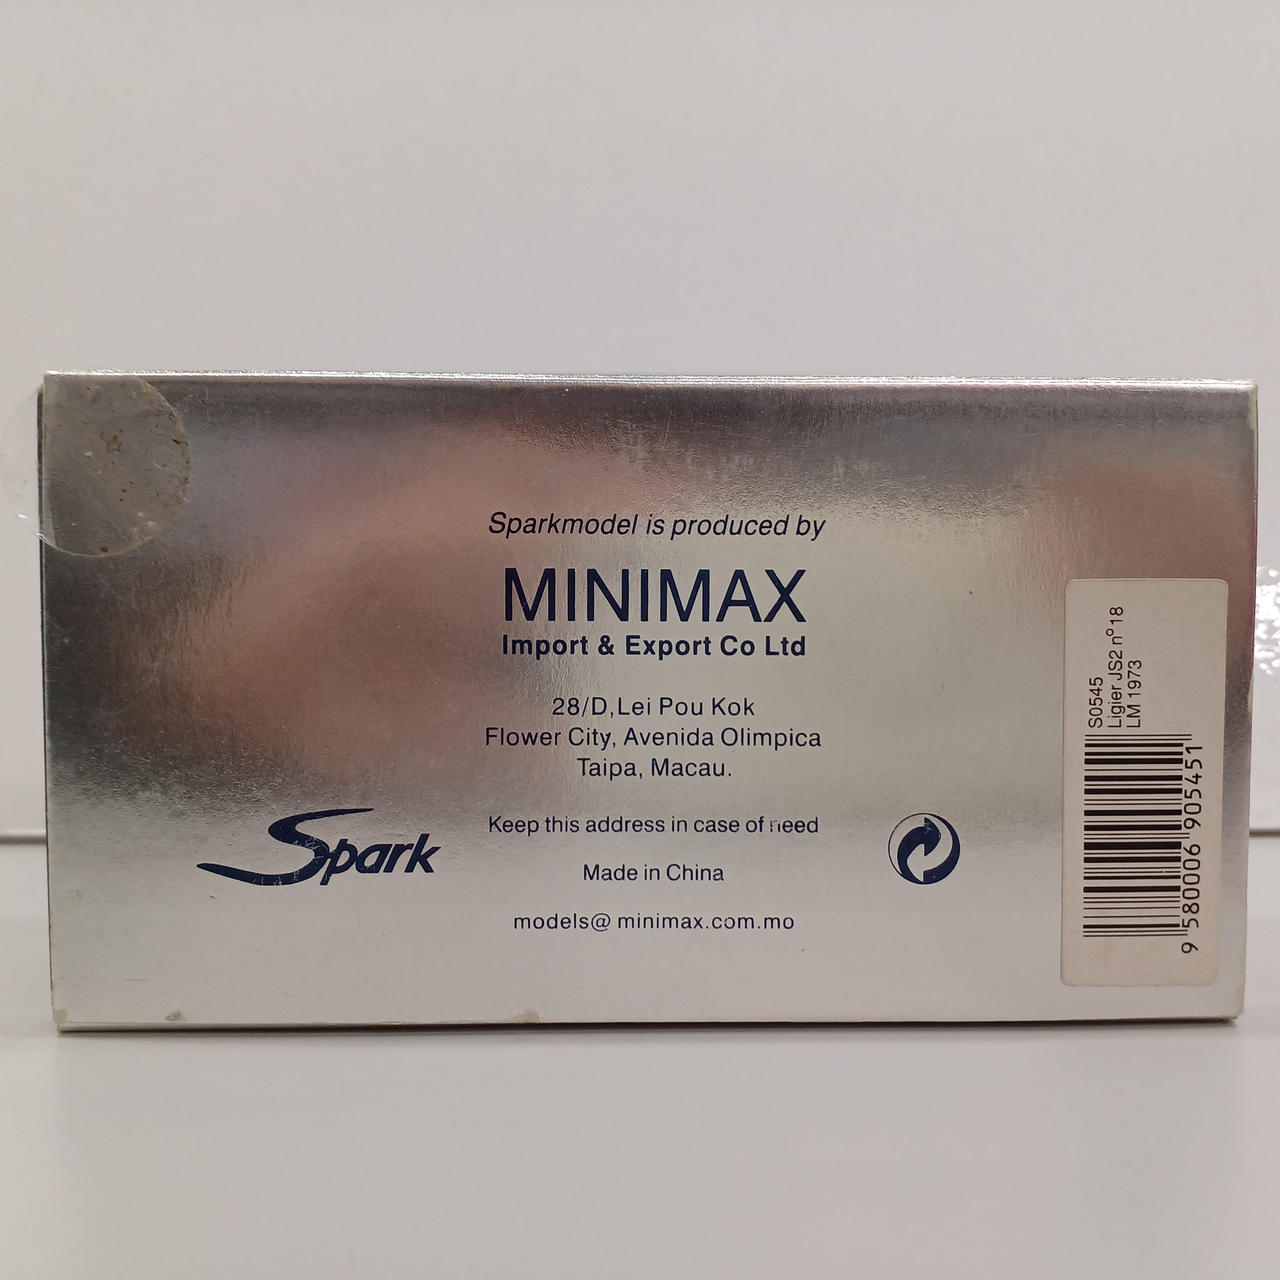 Sparkmodel is produced by
MINIMAX
Import & Export Co Ltd
28/D,Lei Pou Kok
Flower City, Avenida Olimpica
Taipa, Macau.
Keep this address in case of need
Made in China
models@ minimax.com.mo
Spark
S0545
Ligier JS2 nº18
LM 1973
9 580006 905451